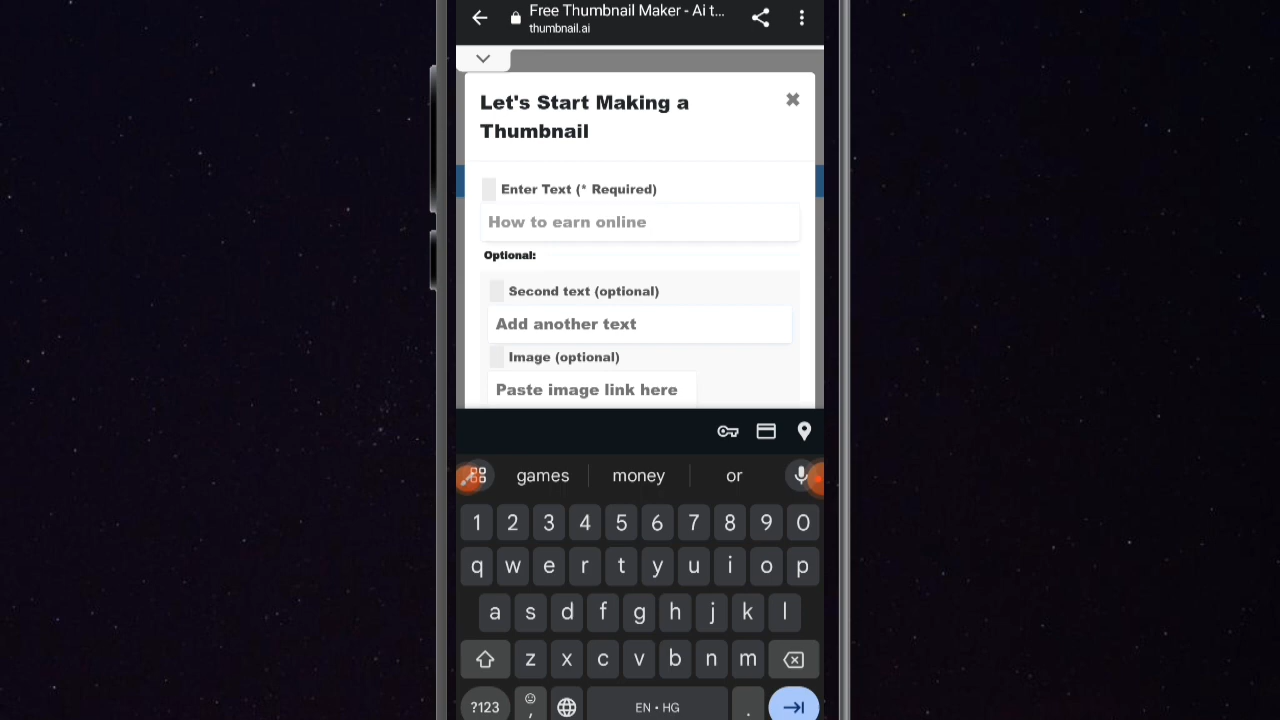 Free Thumbnail Maker - Ai t...
thumbnail.ai
Let's Start Making a
Thumbnail
Enter Text (* Required)
How to earn online
Optional:
Second text (optional)
Add another text
Image (optional)
Paste image link here
games money or
1 2 3 4 5 6 7 8 9 0
q w e r t y u i o p
a s d f g h j k l
z x c v b n m
?123 , EN • HG .